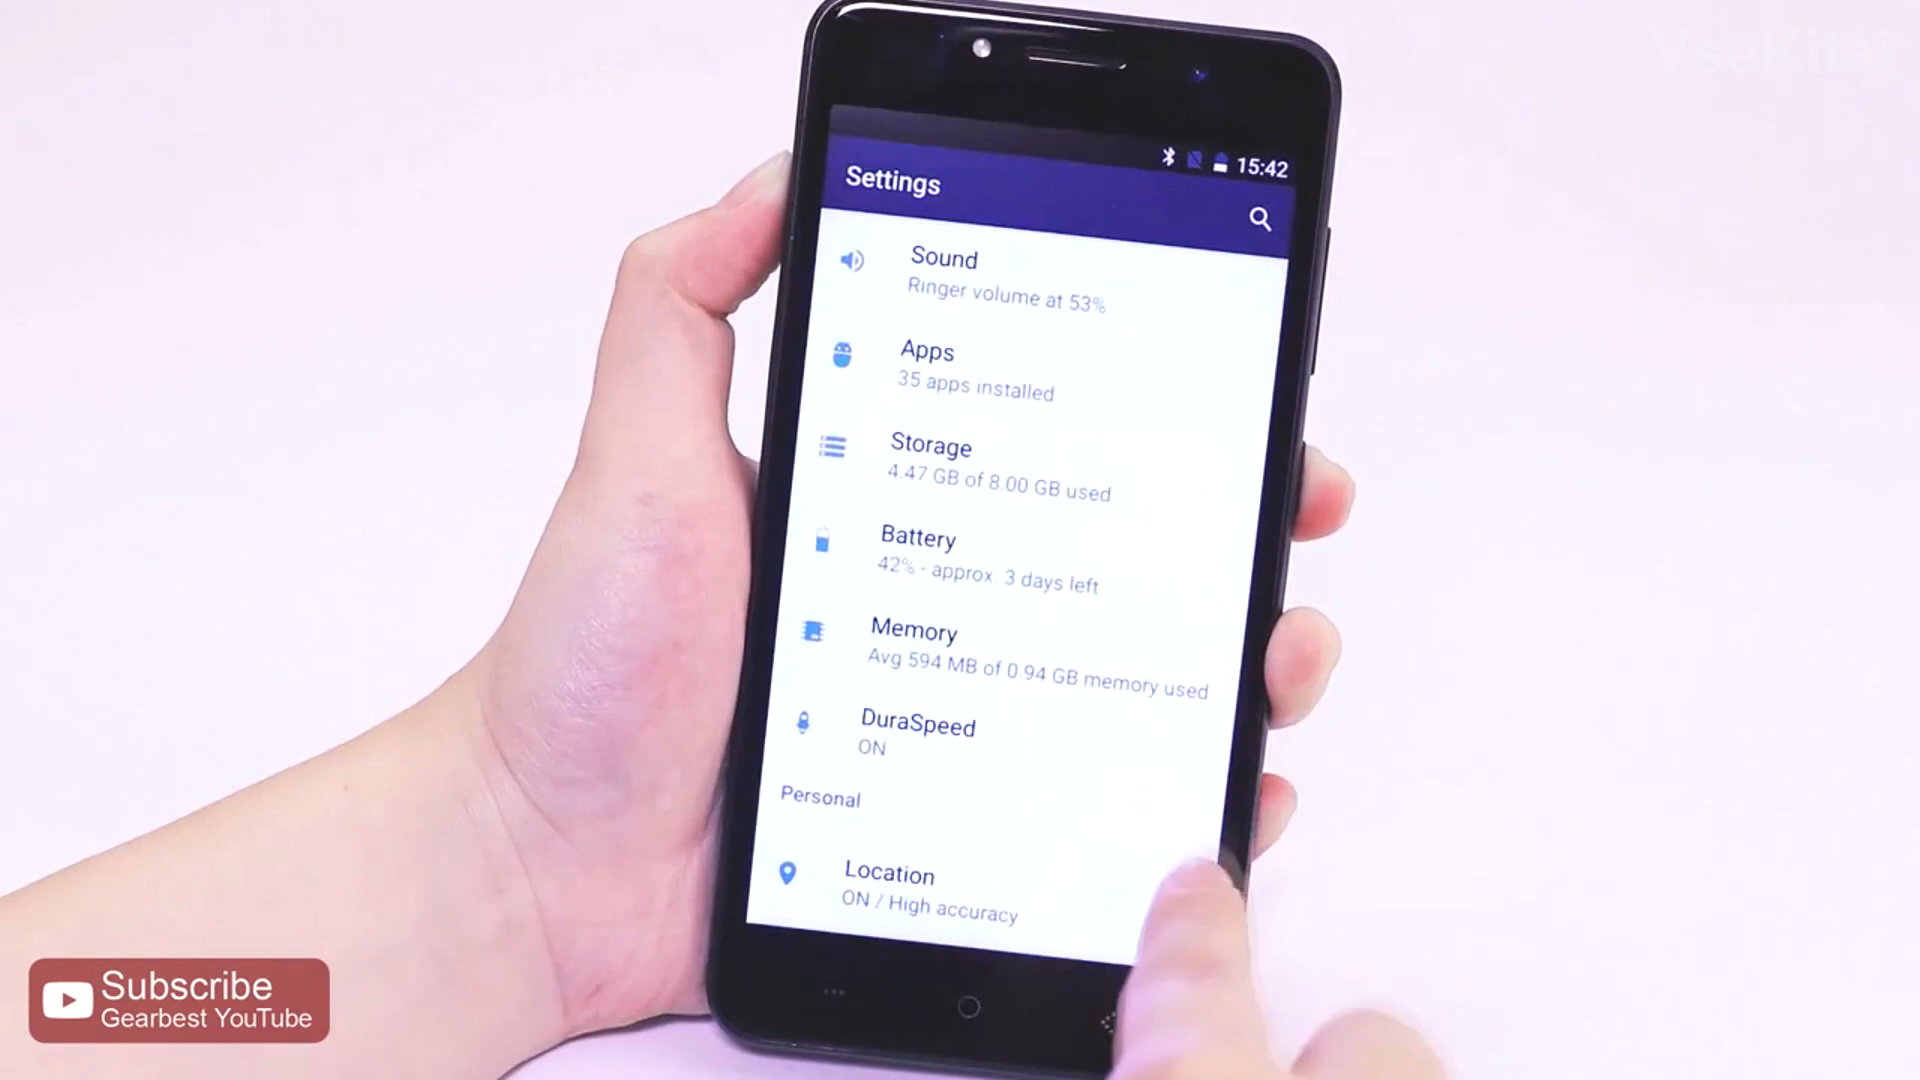 VseKitai
15:42
Settings
Sound
Ringer volume at 53%
Apps
35 apps installed
Storage
4.47 GB of 8.00 GB used
Battery
42% - approx. 3 days left
Memory
Avg 594 MB of 0.94 GB memory used
DuraSpeed
ON
Personal
Location
ON / High accuracy
Subscribe
Gearbest YouTube